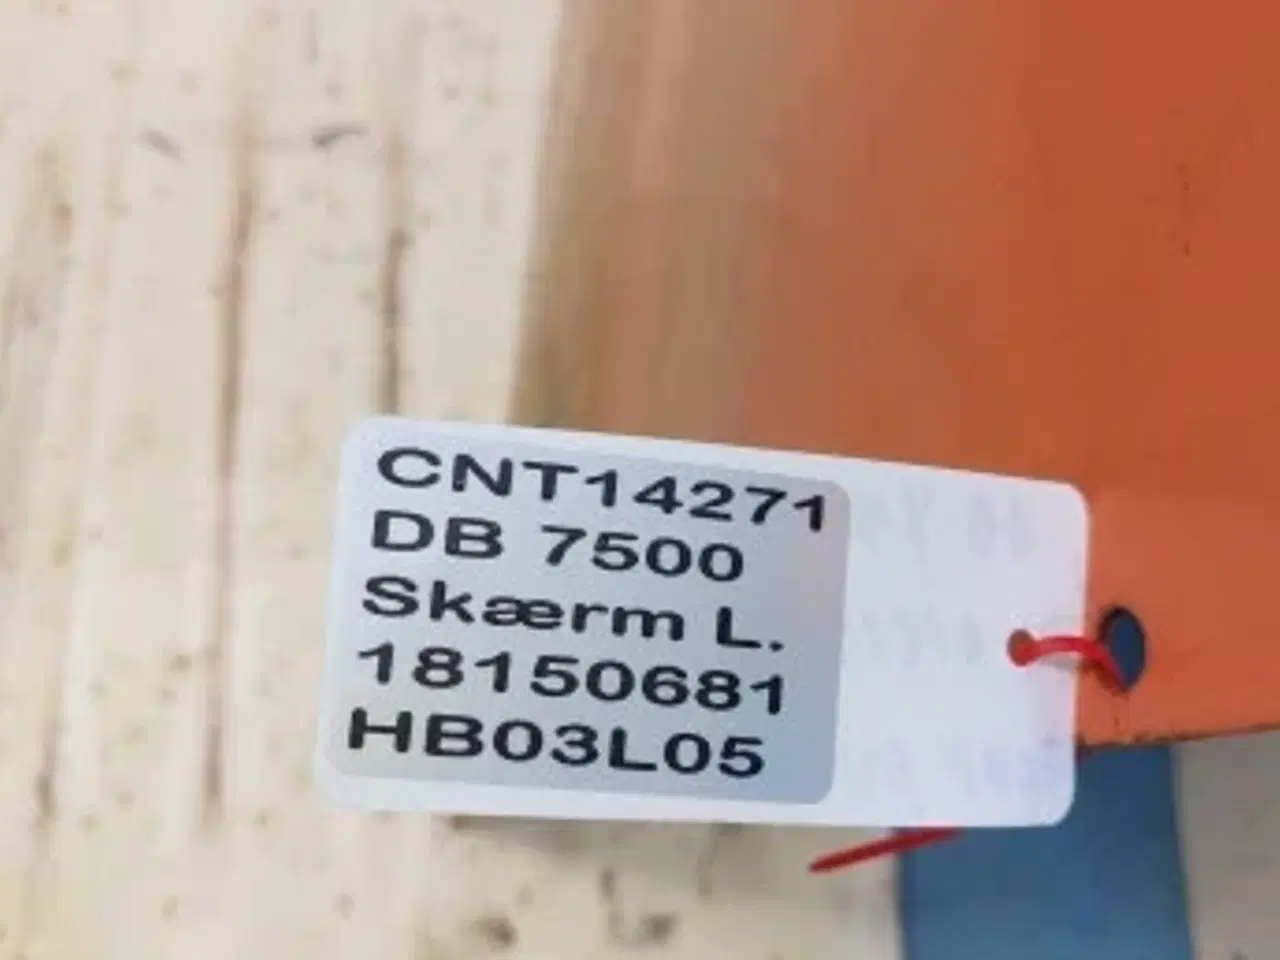 CNT14271
DB 7500
Skærm L.
18150681
HB03L05